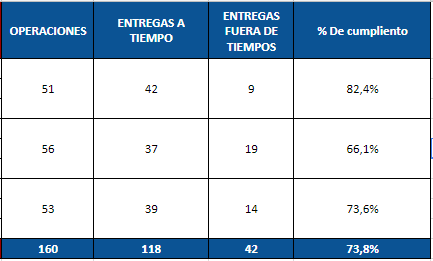 OPERACIONES ENTREGAS A TIEMPO ENTREGAS FUERA DE TIEMPOS % De cumpliento
51 42 9 82,4%
56 37 19 66,1%
53 39 14 73,6%
160 118 42 73,8%